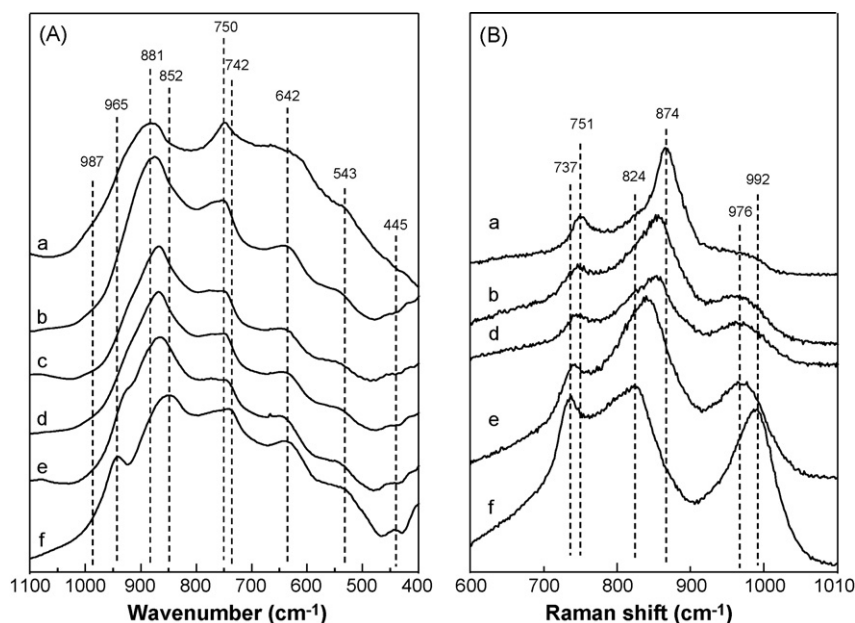 (A)
987
965
881
852
750
742
642
543
445
a
b
c
d
e
f
1100 1000 900 800 700 600 500 400
Wavenumber (cm-1)
(B)
737
751
824
874
976
992
a
b
d
e
f
600 700 800 900 1000 1010
Raman shift (cm-1)